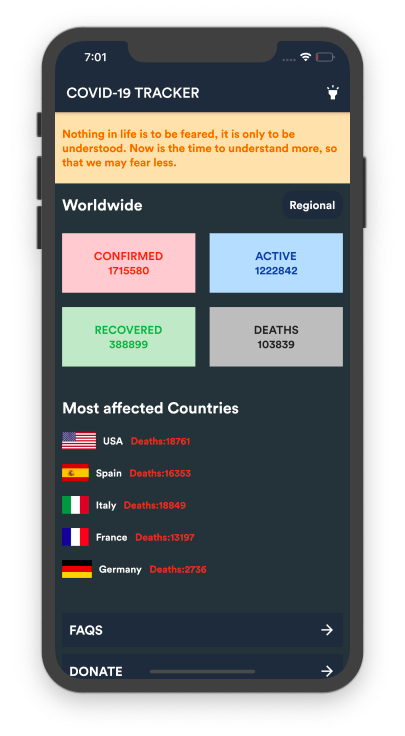 7:01
COVID-19 TRACKER
Nothing in life is to be feared, it is only to be
understood. Now is the time to understand more, so
that we may fear less.
Worldwide
Regional
CONFIRMED
1715580
ACTIVE
1222842
RECOVERED
388899
DEATHS
103839
Most affected Countries
USA Deaths:18761
Spain Deaths:16353
Italy Deaths:18849
France Deaths:13197
Germany Deaths:2736
FAQS
DONATE